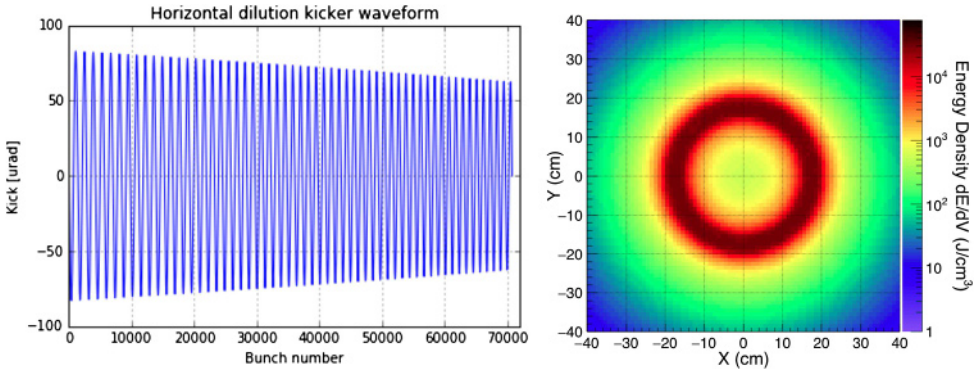 Horizontal dilution kicker waveform
100
50
0
−50
−100
Kick [urad]
0 10000 20000 30000 40000 50000 60000 70000
Bunch number
40
30
20
10
0
−10
−20
−30
−40
Y (cm)
−40 −30 −20 −10 0 10 20 30 40
X (cm)
10⁴
10³
10²
10
1
Energy Density dE/dV (J/cm³)